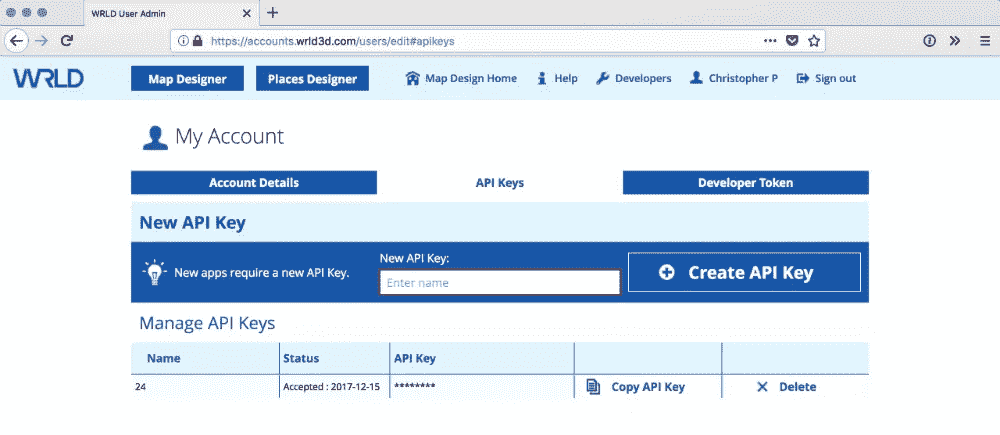 WRLD User Admin
https://accounts.wrld3d.com/users/edit#apikeys
WRLD Map Designer Places Designer Map Design Home Help Developers Christopher P Sign out
My Account
Account Details API Keys Developer Token
New API Key
New API Key:
New apps require a new API Key. Enter name Create API Key
Manage API Keys
Name Status API Key
24 Accepted : 2017-12-15 ******** Copy API Key Delete